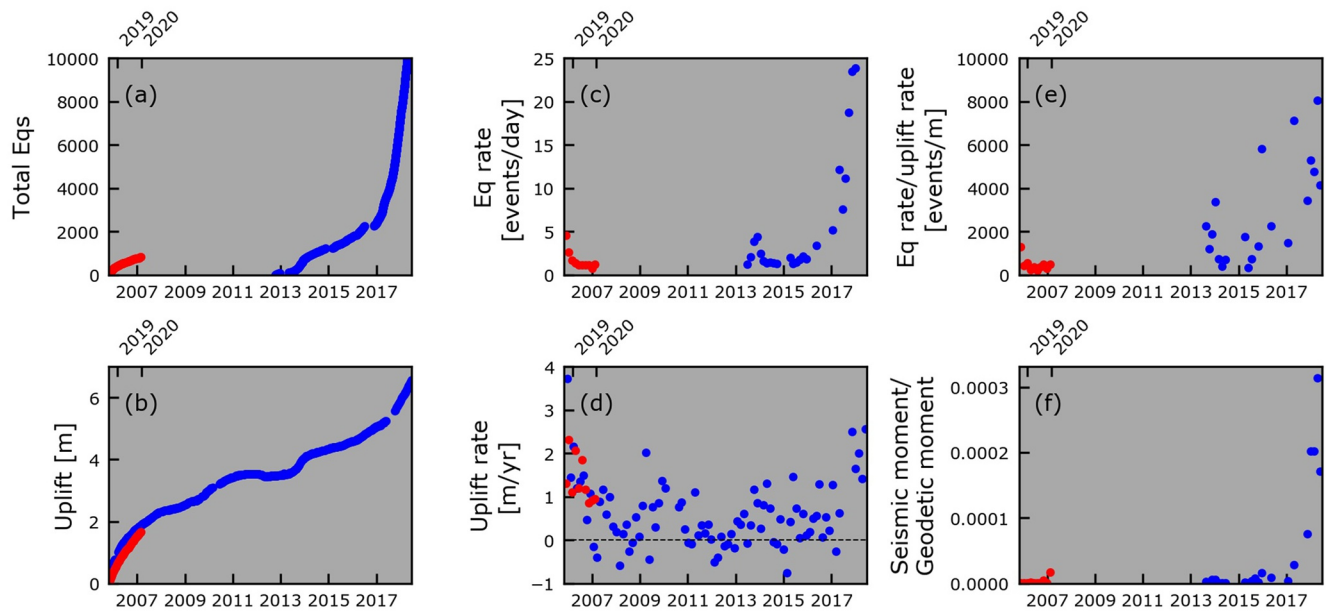 2019
2020
2019
2020
2019
2020
(a)
Total Eqs
10000
8000
6000
4000
2000
0
2007 2009 2011 2013 2015 2017
(c)
Eq rate
[events/day]
25
20
15
10
5
0
2007 2009 2011 2013 2015 2017
(e)
Eq rate/uplift rate
[events/m]
10000
8000
6000
4000
2000
0
2007 2009 2011 2013 2015 2017
2019
2020
2019
2020
2019
2020
(b)
Uplift [m]
6
4
2
0
2007 2009 2011 2013 2015 2017
(d)
Uplift rate
[m/yr]
4
3
2
1
0
−1
2007 2009 2011 2013 2015 2017
(f)
Seismic moment/
Geodetic moment
0.0003
0.0002
0.0001
0.0000
2007 2009 2011 2013 2015 2017